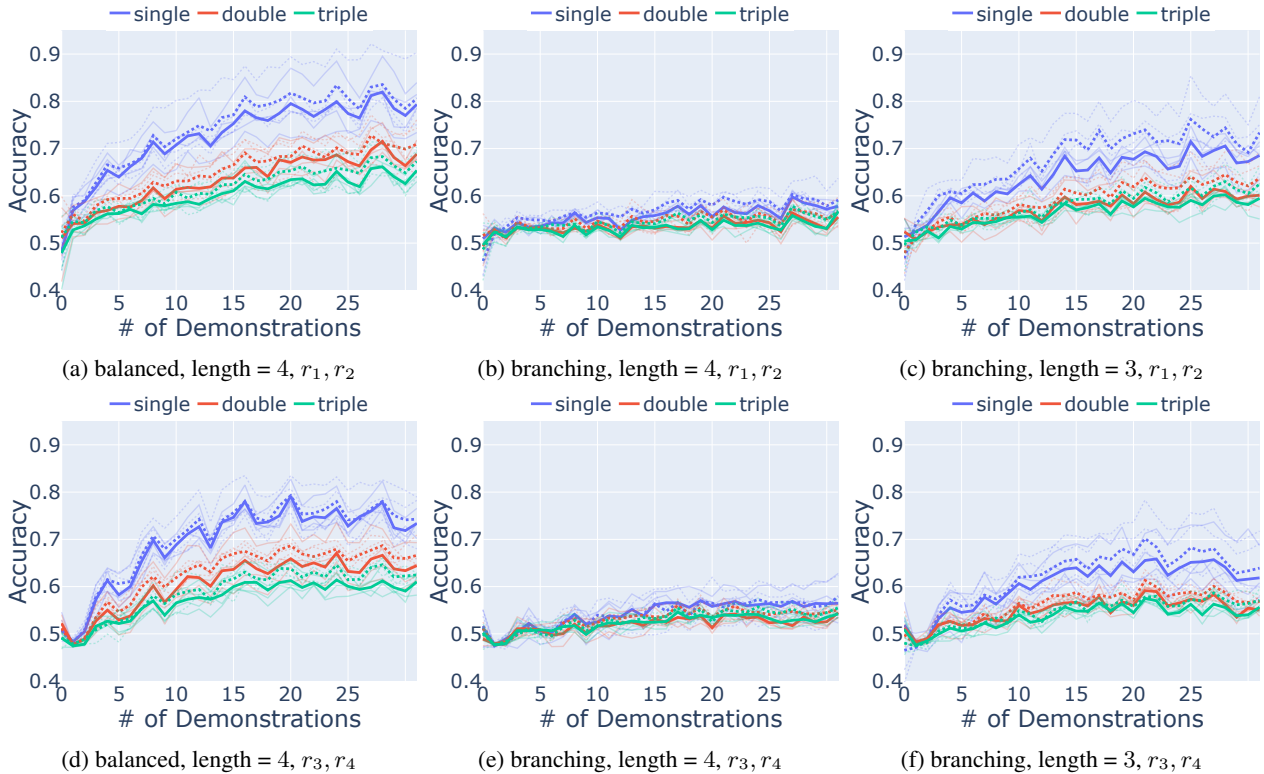 single double triple
single double triple
single double triple
0.9
0.8
0.7
0.6
0.5
0.4
Accuracy
0 5 10 15 20 25
# of Demonstrations
0.9
0.8
0.7
0.6
0.5
0.4
Accuracy
0 5 10 15 20 25
# of Demonstrations
0.9
0.8
0.7
0.6
0.5
0.4
Accuracy
0 5 10 15 20 25
# of Demonstrations
(a) balanced, length = 4, r₁, r₂
(b) branching, length = 4, r₁, r₂
(c) branching, length = 3, r₁, r₂
single double triple
single double triple
single double triple
0.9
0.8
0.7
0.6
0.5
0.4
Accuracy
0 5 10 15 20 25
# of Demonstrations
0.9
0.8
0.7
0.6
0.5
0.4
Accuracy
0 5 10 15 20 25
# of Demonstrations
0.9
0.8
0.7
0.6
0.5
0.4
Accuracy
0 5 10 15 20 25
# of Demonstrations
(d) balanced, length = 4, r₃, r₄
(e) branching, length = 4, r₃, r₄
(f) branching, length = 3, r₃, r₄